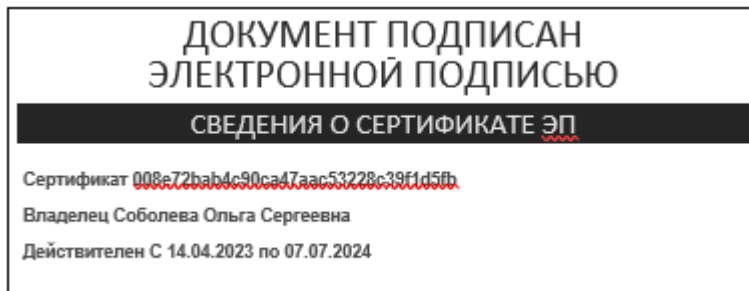 ДОКУМЕНТ ПОДПИСАН
ЭЛЕКТРОННОЙ ПОДПИСЬЮ
СВЕДЕНИЯ О СЕРТИФИКАТЕ ЭП
Сертификат 008e72bab4c90ca47aac53228c39f1d5fb
Владелец Соболева Ольга Сергеевна
Действителен С 14.04.2023 по 07.07.2024